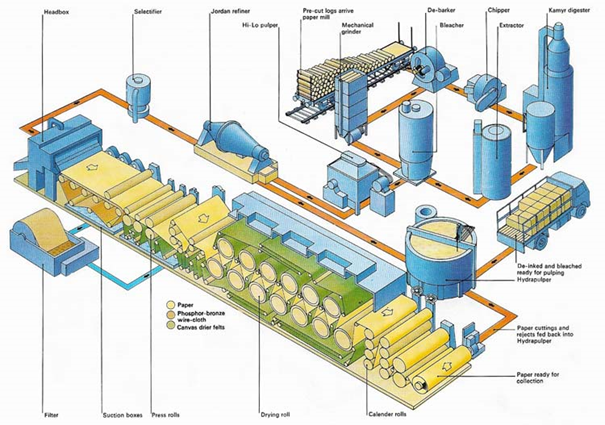 Headbox
Selectifier
Jordan refiner
Hi-Lo pulper
Pre-cut logs arrive
paper mill
Mechanical
grinder
De-barker
Bleacher
Chipper
Extractor
Kamyr digester
De-inked and bleached
ready for pulping
Hydrapulper
Paper
Phosphor-bronze
wire-cloth
Canvas drier felts
Paper cuttings and
rejects fed back into
Hydrapulper
Paper ready for
collection
Filter
Suction boxes
Press rolls
Drying roll
Calender rolls